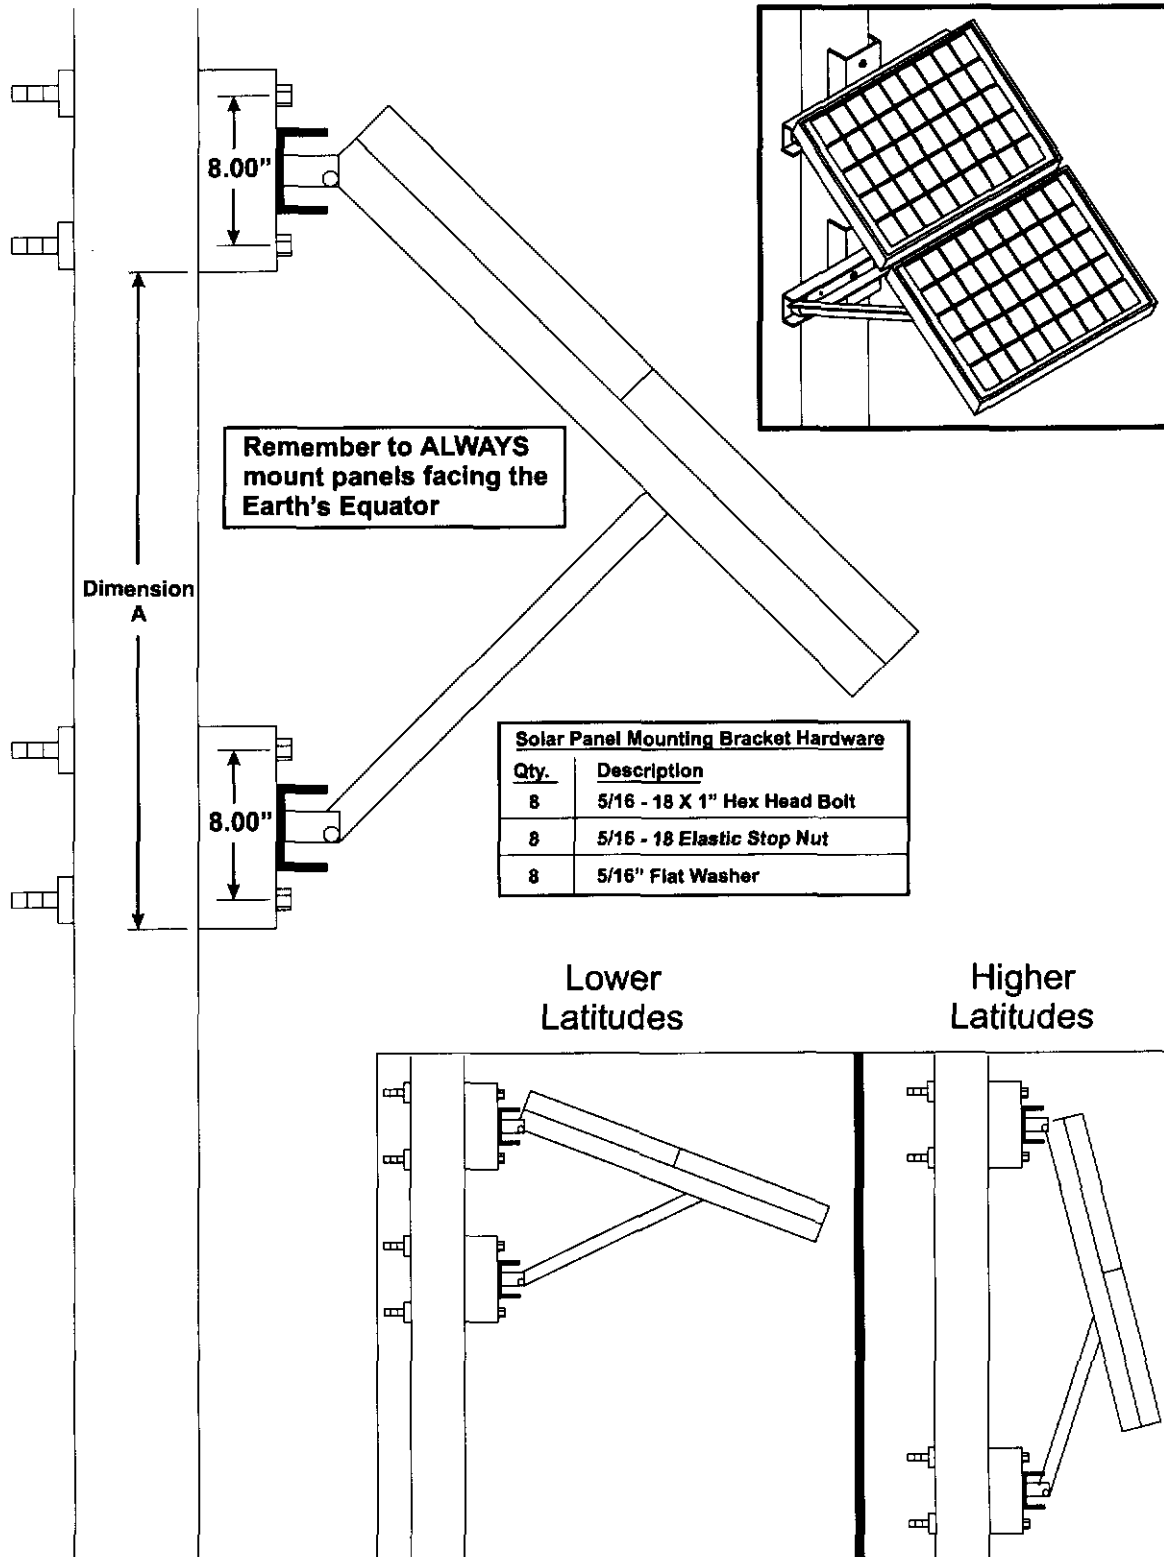 8.00”
Remember to ALWAYS
mount panels facing the
Earth's Equator
Dimension
A
8.00”
Solar Panel Mounting Bracket Hardware
Qty. Description
8 5/16 - 18 X 1” Hex Head Bolt
8 5/16 - 18 Elastic Stop Nut
8 5/16” Flat Washer
Lower
Latitudes
Higher
Latitudes